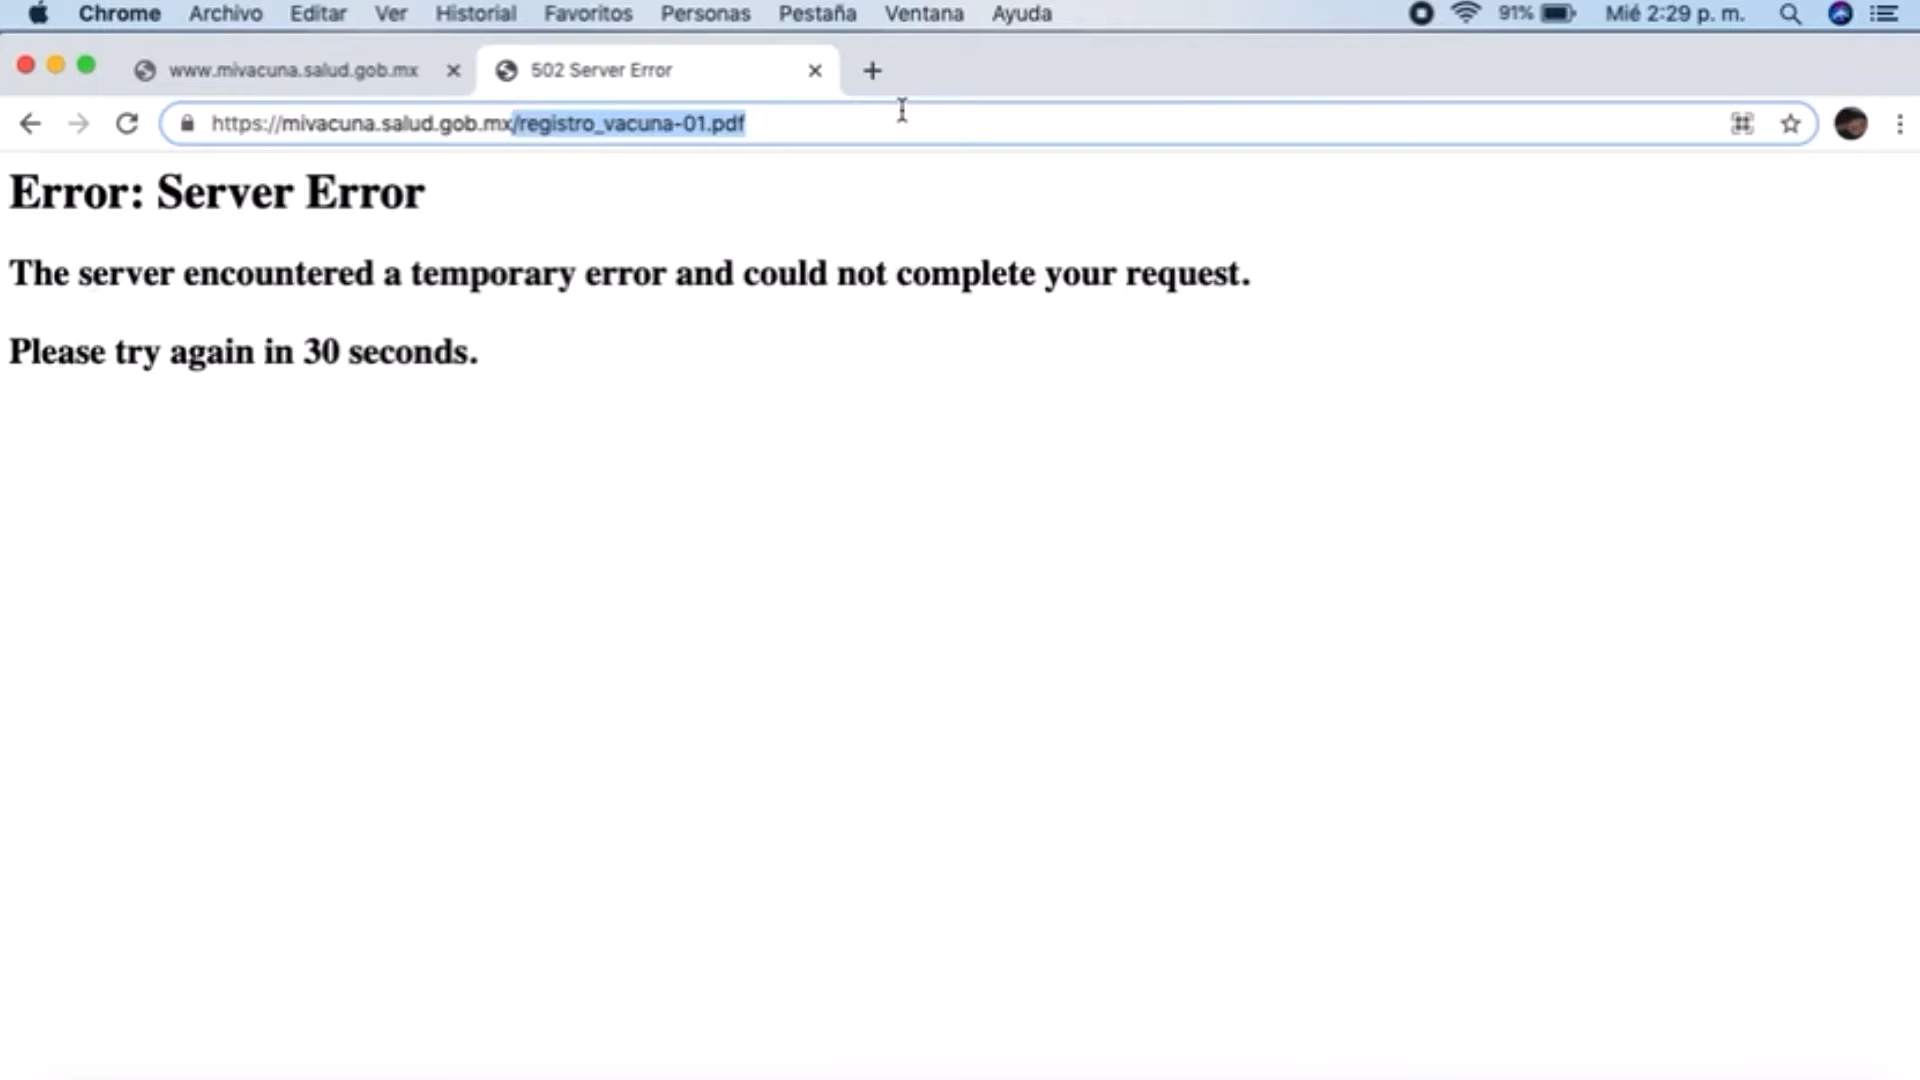 Chrome Archivo Editar Ver Historial Favoritos Personas Pestaña Ventana Ayuda 91% Mié 2:29 p. m.
www.mivacuna.salud.gob.mx 502 Server Error
https://mivacuna.salud.gob.mx/registro_vacuna-01.pdf
Error: Server Error
The server encountered a temporary error and could not complete your request.
Please try again in 30 seconds.